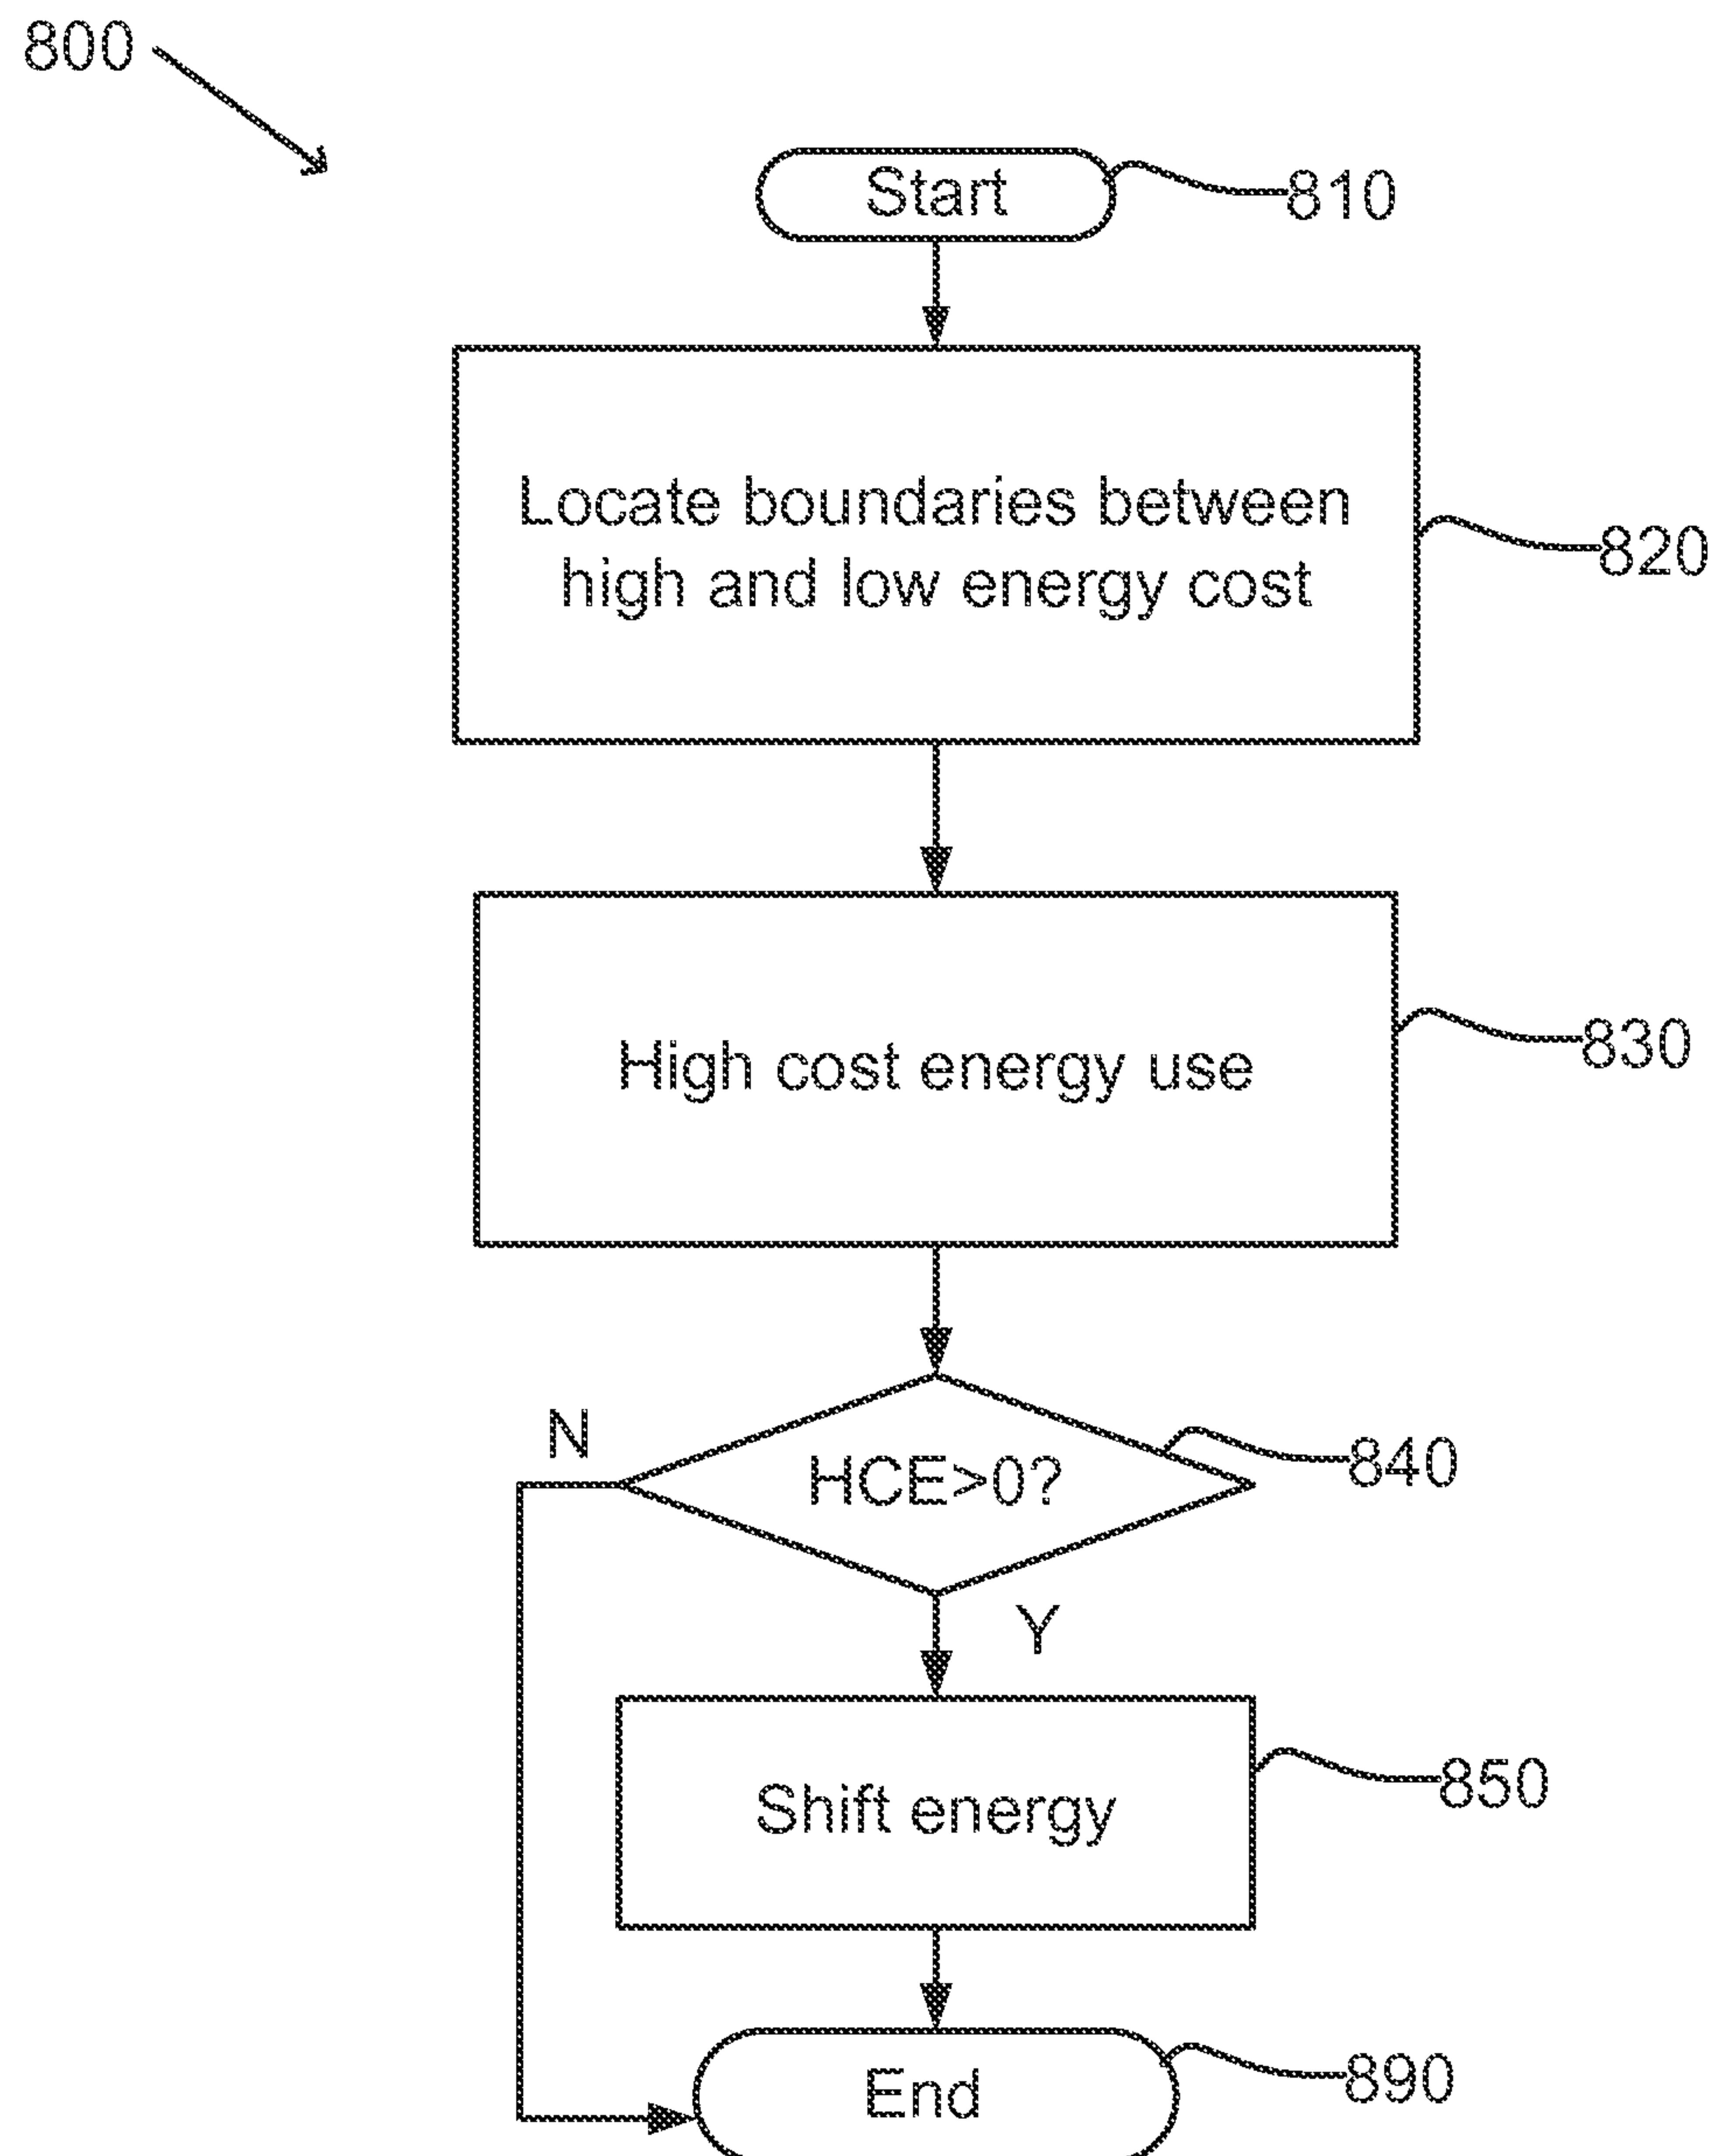 800
Start
810
Locate boundaries between
high and low energy cost
820
High cost energy use
830
N
HCE>0?
840
Y
Shift energy
850
End
890